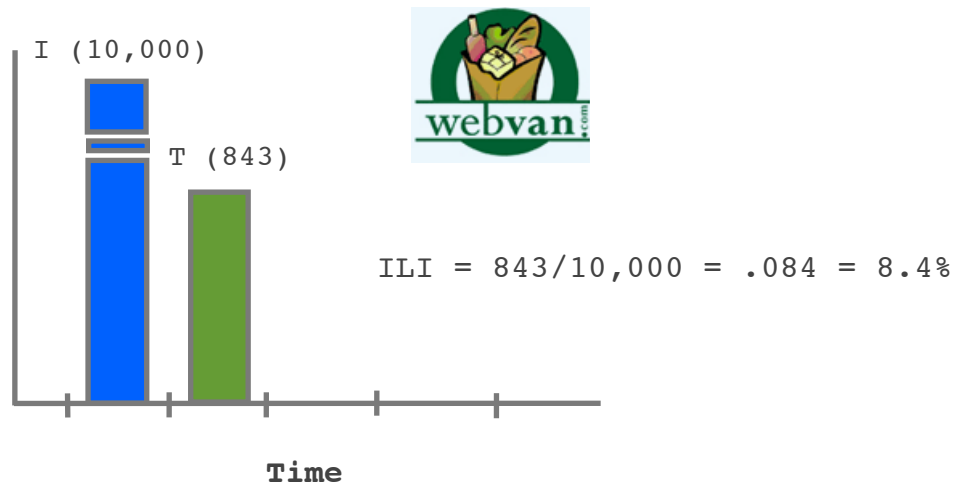 I (10,000)
webvan.com
T (843)
ILI = 843/10,000 = .084 = 8.4%
Time